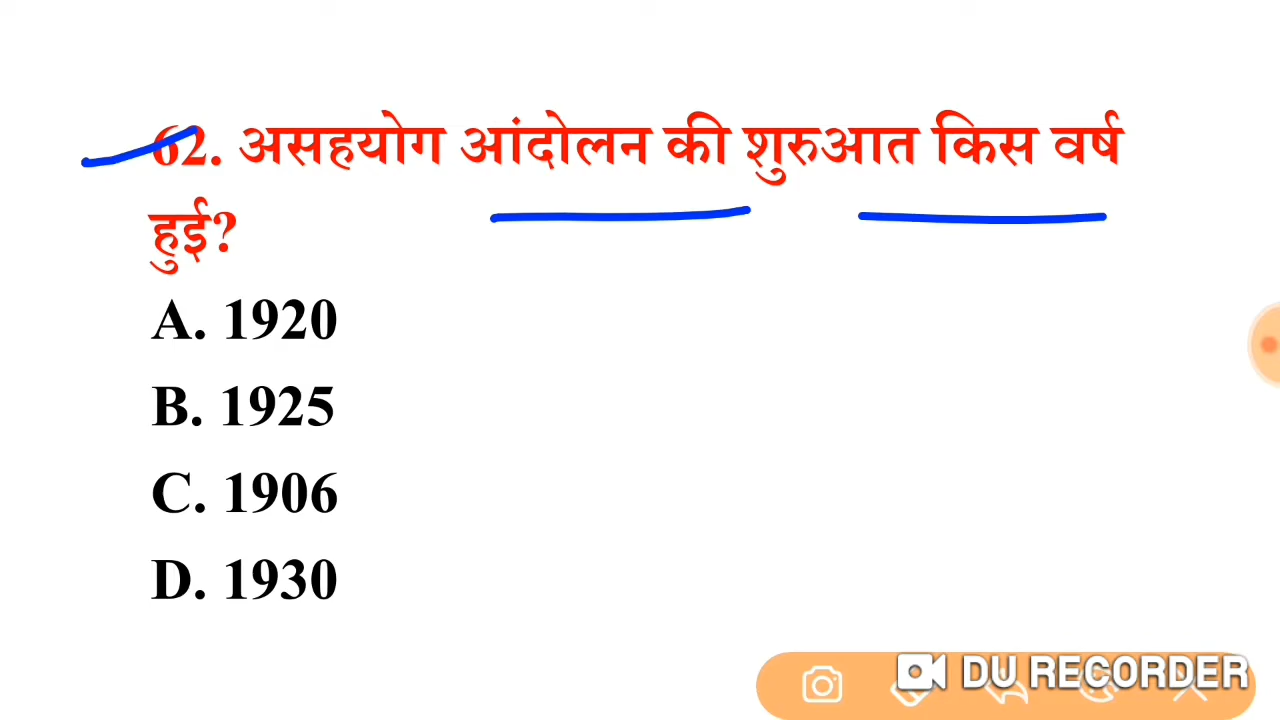 62. असहयोग आंदोलन की शुरुआत किस वर्ष
हुई?
A. 1920
B. 1925
C. 1906
D. 1930
DU RECORDER